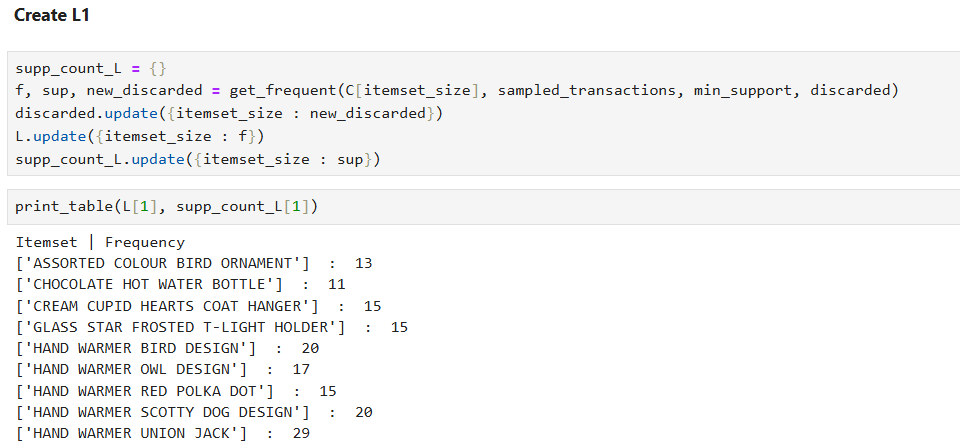 Create L1
supp_count_L = {}
f, sup, new_discarded = get_frequent(C[itemset_size], sampled_transactions, min_support, discarded)
discarded.update({itemset_size : new_discarded})
L.update({itemset_size : f})
supp_count_L.update({itemset_size : sup})
print_table(L[1], supp_count_L[1])
Itemset | Frequency
['ASSORTED COLOUR BIRD ORNAMENT']  :  13
['CHOCOLATE HOT WATER BOTTLE']  :  11
['CREAM CUPID HEARTS COAT HANGER']  :  15
['GLASS STAR FROSTED T-LIGHT HOLDER']  :  15
['HAND WARMER BIRD DESIGN']  :  20
['HAND WARMER OWL DESIGN']  :  17
['HAND WARMER RED POLKA DOT']  :  15
['HAND WARMER SCOTTY DOG DESIGN']  :  20
['HAND WARMER UNION JACK']  :  29